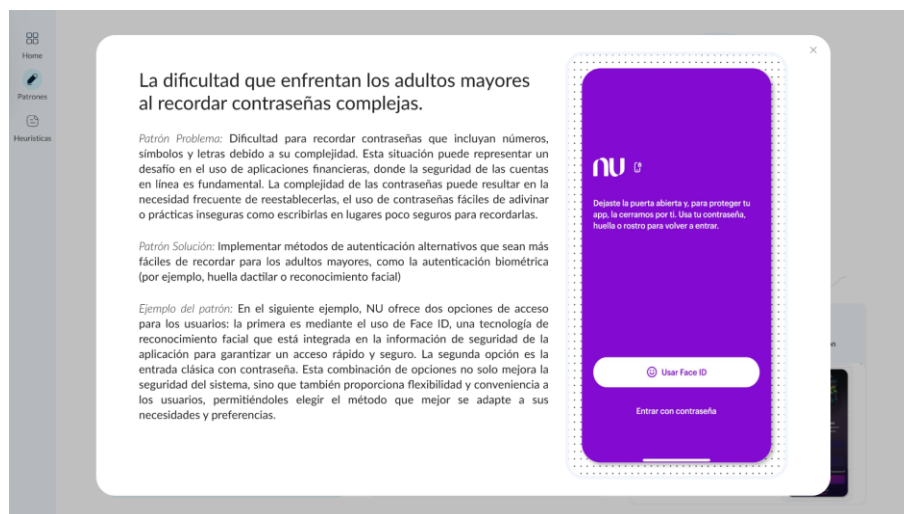 Home
Patrones
Heurísticas
×
La dificultad que enfrentan los adultos mayores
al recordar contraseñas complejas.
Patrón Problema: Dificultad para recordar contraseñas que incluyan números,
símbolos y letras debido a su complejidad. Esta situación puede representar un
desafío en el uso de aplicaciones financieras, donde la seguridad de las cuentas
en línea es fundamental. La complejidad de las contraseñas puede resultar en la
necesidad frecuente de reestablecerlas, el uso de contraseñas fáciles de adivinar
o prácticas inseguras como escribirlas en lugares poco seguros para recordarlas.
Patrón Solución: Implementar métodos de autenticación alternativos que sean más
fáciles de recordar para los adultos mayores, como la autenticación biométrica
(por ejemplo, huella dactilar o reconocimiento facial)
Ejemplo del patrón: En el siguiente ejemplo, NU ofrece dos opciones de acceso
para los usuarios: la primera es mediante el uso de Face ID, una tecnología de
reconocimiento facial que está integrada en la información de seguridad de la
aplicación para garantizar un acceso rápido y seguro. La segunda opción es la
entrada clásica con contraseña. Esta combinación de opciones no solo mejora la
seguridad del sistema, sino que también proporciona flexibilidad y conveniencia a
los usuarios, permitiéndoles elegir el método que mejor se adapte a sus
necesidades y preferencias.
nu
Dejaste la puerta abierta y, para proteger tu
app, la cerramos por ti. Usa tu contraseña,
huella o rostro para volver a entrar.
Usar Face ID
Entrar con contraseña